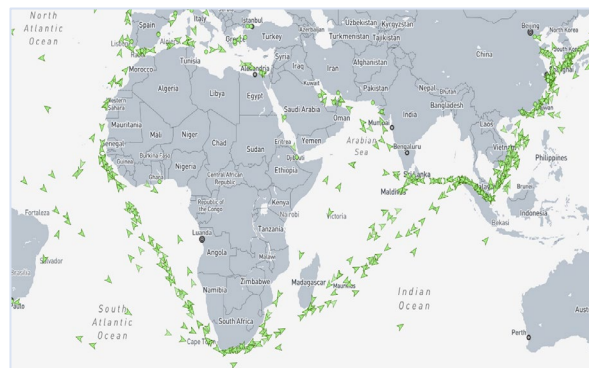 North
Atlantic
Ocean
Spain
Italy
Istanbul
Turkey
Azerbaijan
Uzbekistan
Kyrgyzstan
Turkmenistan
Tajikistan
Beijing
North Korea
South Korea
China
Tunisia
Syria
Iraq
Iran
Afghanistan
Morocco
Alexandria
Kuwait
Pakistan
Nepal
Bhutan
Algeria
Libya
Egypt
Saudi Arabia
Bangladesh
Western
Sahara
Oman
Mumbai
India
Laos
Mauritania
Mali
Niger
Chad
Sudan
Eritrea
Yemen
Arabian
Sea
Bengaluru
Vietnam
Philippines
Senegal
Guinea
Burkina Faso
Nigeria
Djibouti
Ethiopia
Ghana
Central African
Republic
Sri Lanka
Maldives
Brunei
Republic
of the Congo
Kenya
Nairobi
Indonesia
Fortaleza
Luanda
Tanzania
Victoria
Bekasi
Brasília
Salvador
Angola
Malawi
Zimbabwe
Madagascar
Mauritius
Indian
Ocean
Namibia
South
Atlantic
Ocean
South Africa
Cape Town
Perth
Aust